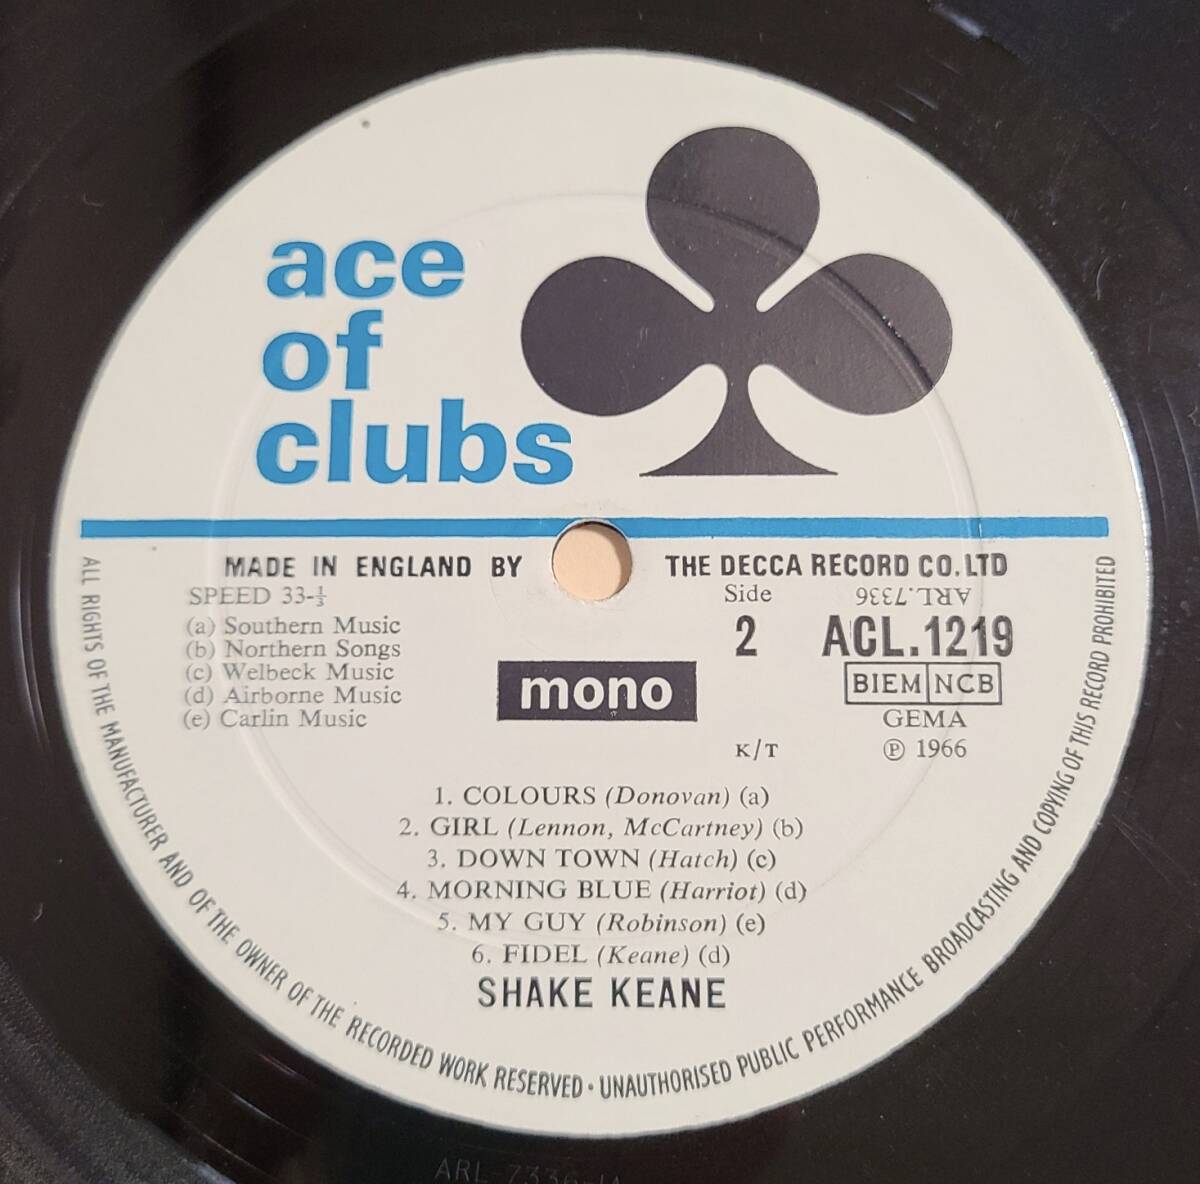 ace
of
clubs
MADE IN ENGLAND BY THE DECCA RECORD CO. LTD
SPEED 33-⅓
(a) Southern Music
(b) Northern Songs
(c) Welbeck Music
(d) Airborne Music
(e) Carlin Music
mono
Side
2
ARL.7336
ACL.1219
BIEM NCB
GEMA
℗ 1966
K/T
1. COLOURS (Donovan) (a)
2. GIRL (Lennon, McCartney) (b)
3. DOWN TOWN (Hatch) (c)
4. MORNING BLUE (Harriot) (d)
5. MY GUY (Robinson) (e)
6. FIDEL (Keane) (d)
SHAKE KEANE
ALL RIGHTS OF THE MANUFACTURER AND OF THE OWNER OF THE RECORDED WORK RESERVED · UNAUTHORISED PUBLIC PERFORMANCE BROADCASTING AND COPYING OF THIS RECORD PROHIBITED
ARL-7336-1A